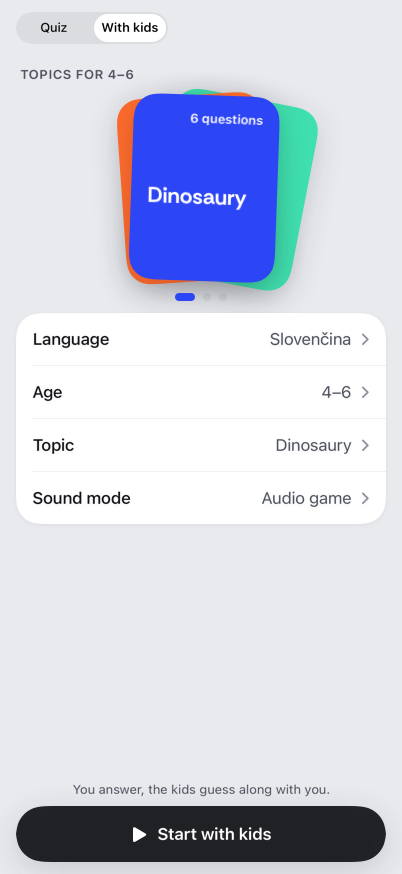 Quiz
With kids
TOPICS FOR 4–6
6 questions
Dinosaury
Language
Slovenčina
Age
4–6
Topic
Dinosaury
Sound mode
Audio game
You answer, the kids guess along with you.
Start with kids